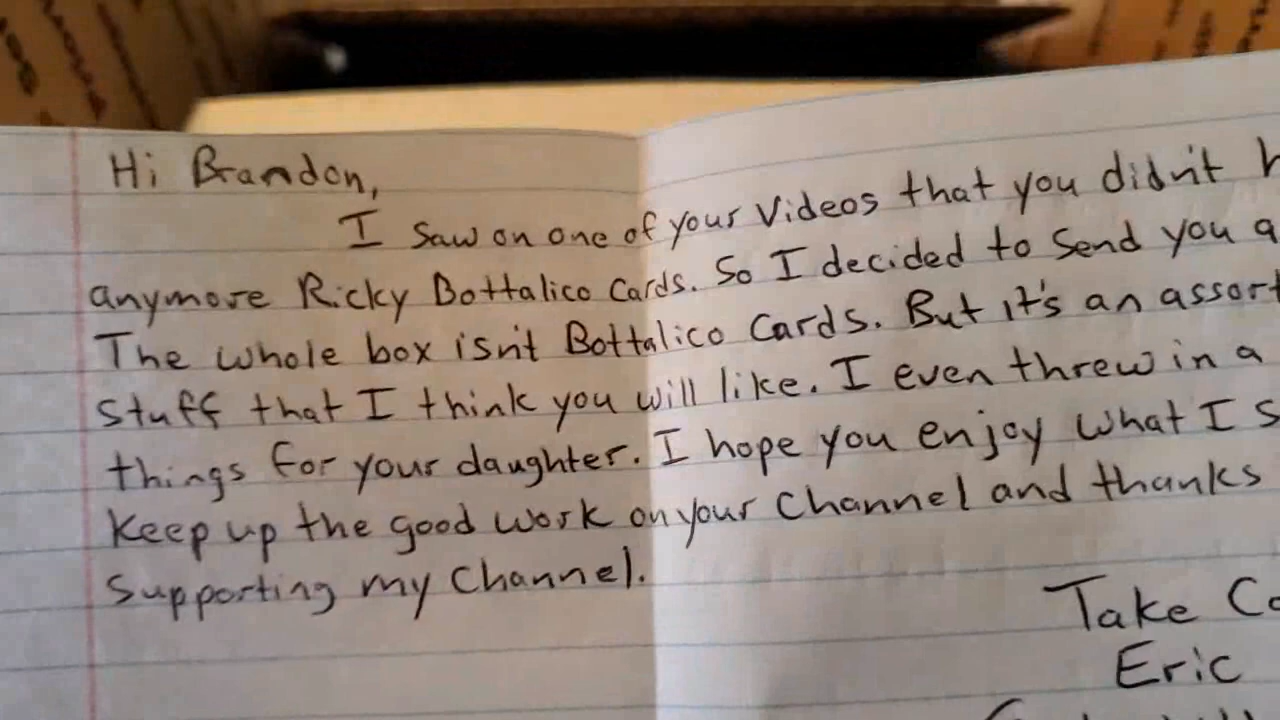 Hi Brandon,
I saw on one of your Videos that you didn't
anymore Ricky Bottalico Cards. So I decided to send you a
The whole box isn't Bottalico Cards. But it's an assort
stuff that I think you will like. I even threw in a
things for your daughter. I hope you enjoy what I s
Keep up the good work on your Channel and thanks
Supporting my Channel.
Take
Eric